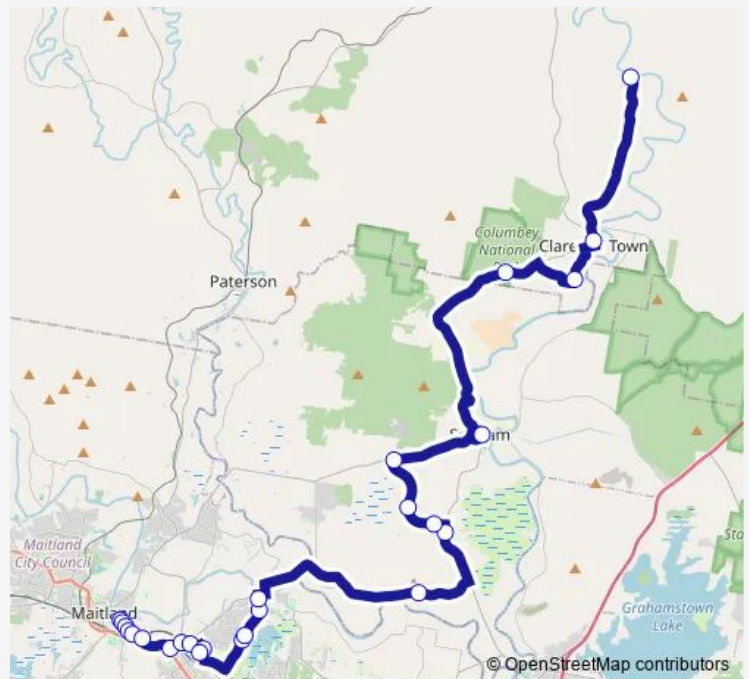 Columbey
National
Clare Town
Paterson
Maitland
City Council
Maitland
Grahamstown
Lake
© OpenStreetMap contributors